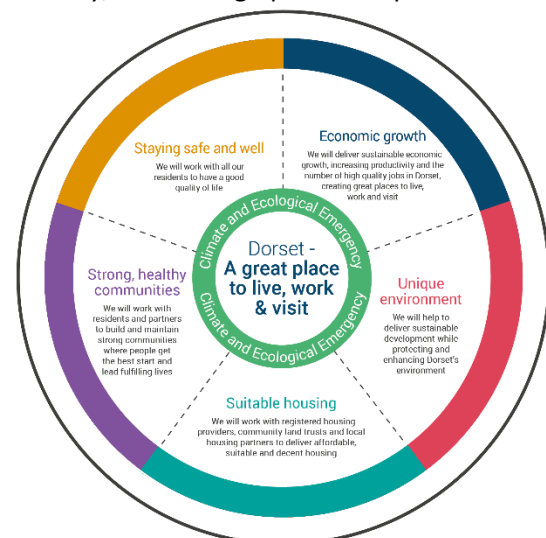 Staying safe and well
We will work with all our
residents to have a good
quality of life
Economic growth
We will deliver sustainable economic
growth, increasing productivity and the
number of high quality jobs in Dorset,
creating great places to live,
work and visit
Climate and Ecological Emergency
Dorset -
A great place
to live, work
& visit
Climate and Ecological Emergency
Strong, healthy
communities
We will work with
residents and partners
to build and maintain
strong communities
where people get
the best start and
lead fulfilling lives
Unique
environment
We will help to
deliver sustainable
development while
protecting and
enhancing Dorset's
environment
Suitable housing
We will work with registered housing
providers, community land trusts and local
housing partners to deliver affordable,
suitable and decent housing